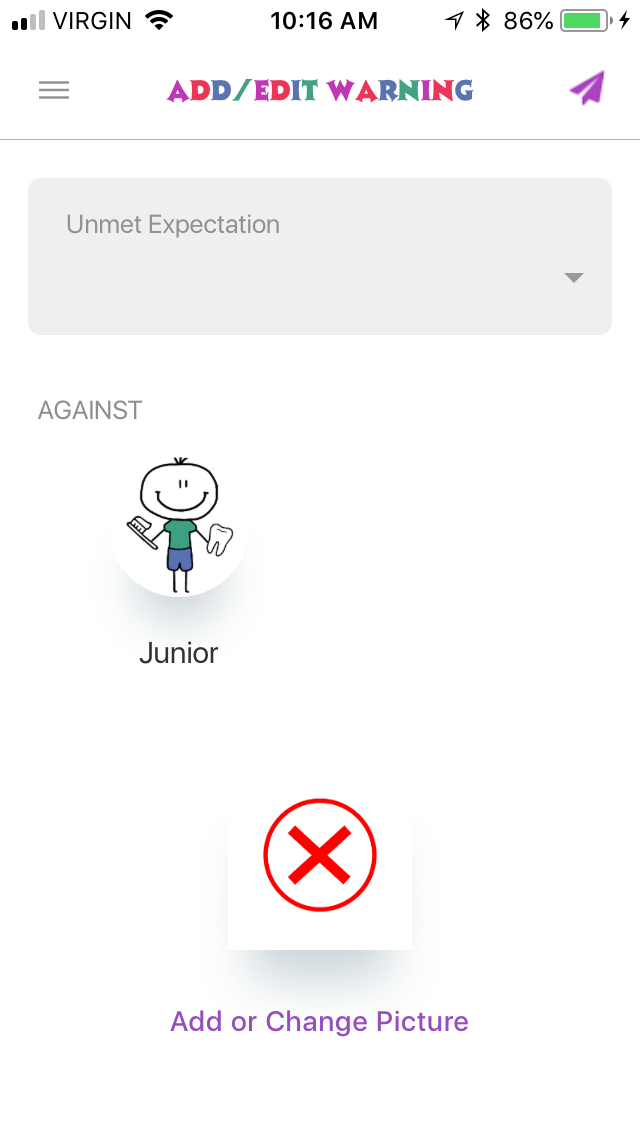 VIRGIN 10:16 AM 86%
ADD/EDIT WARNING
Unmet Expectation
AGAINST
Junior
Add or Change Picture